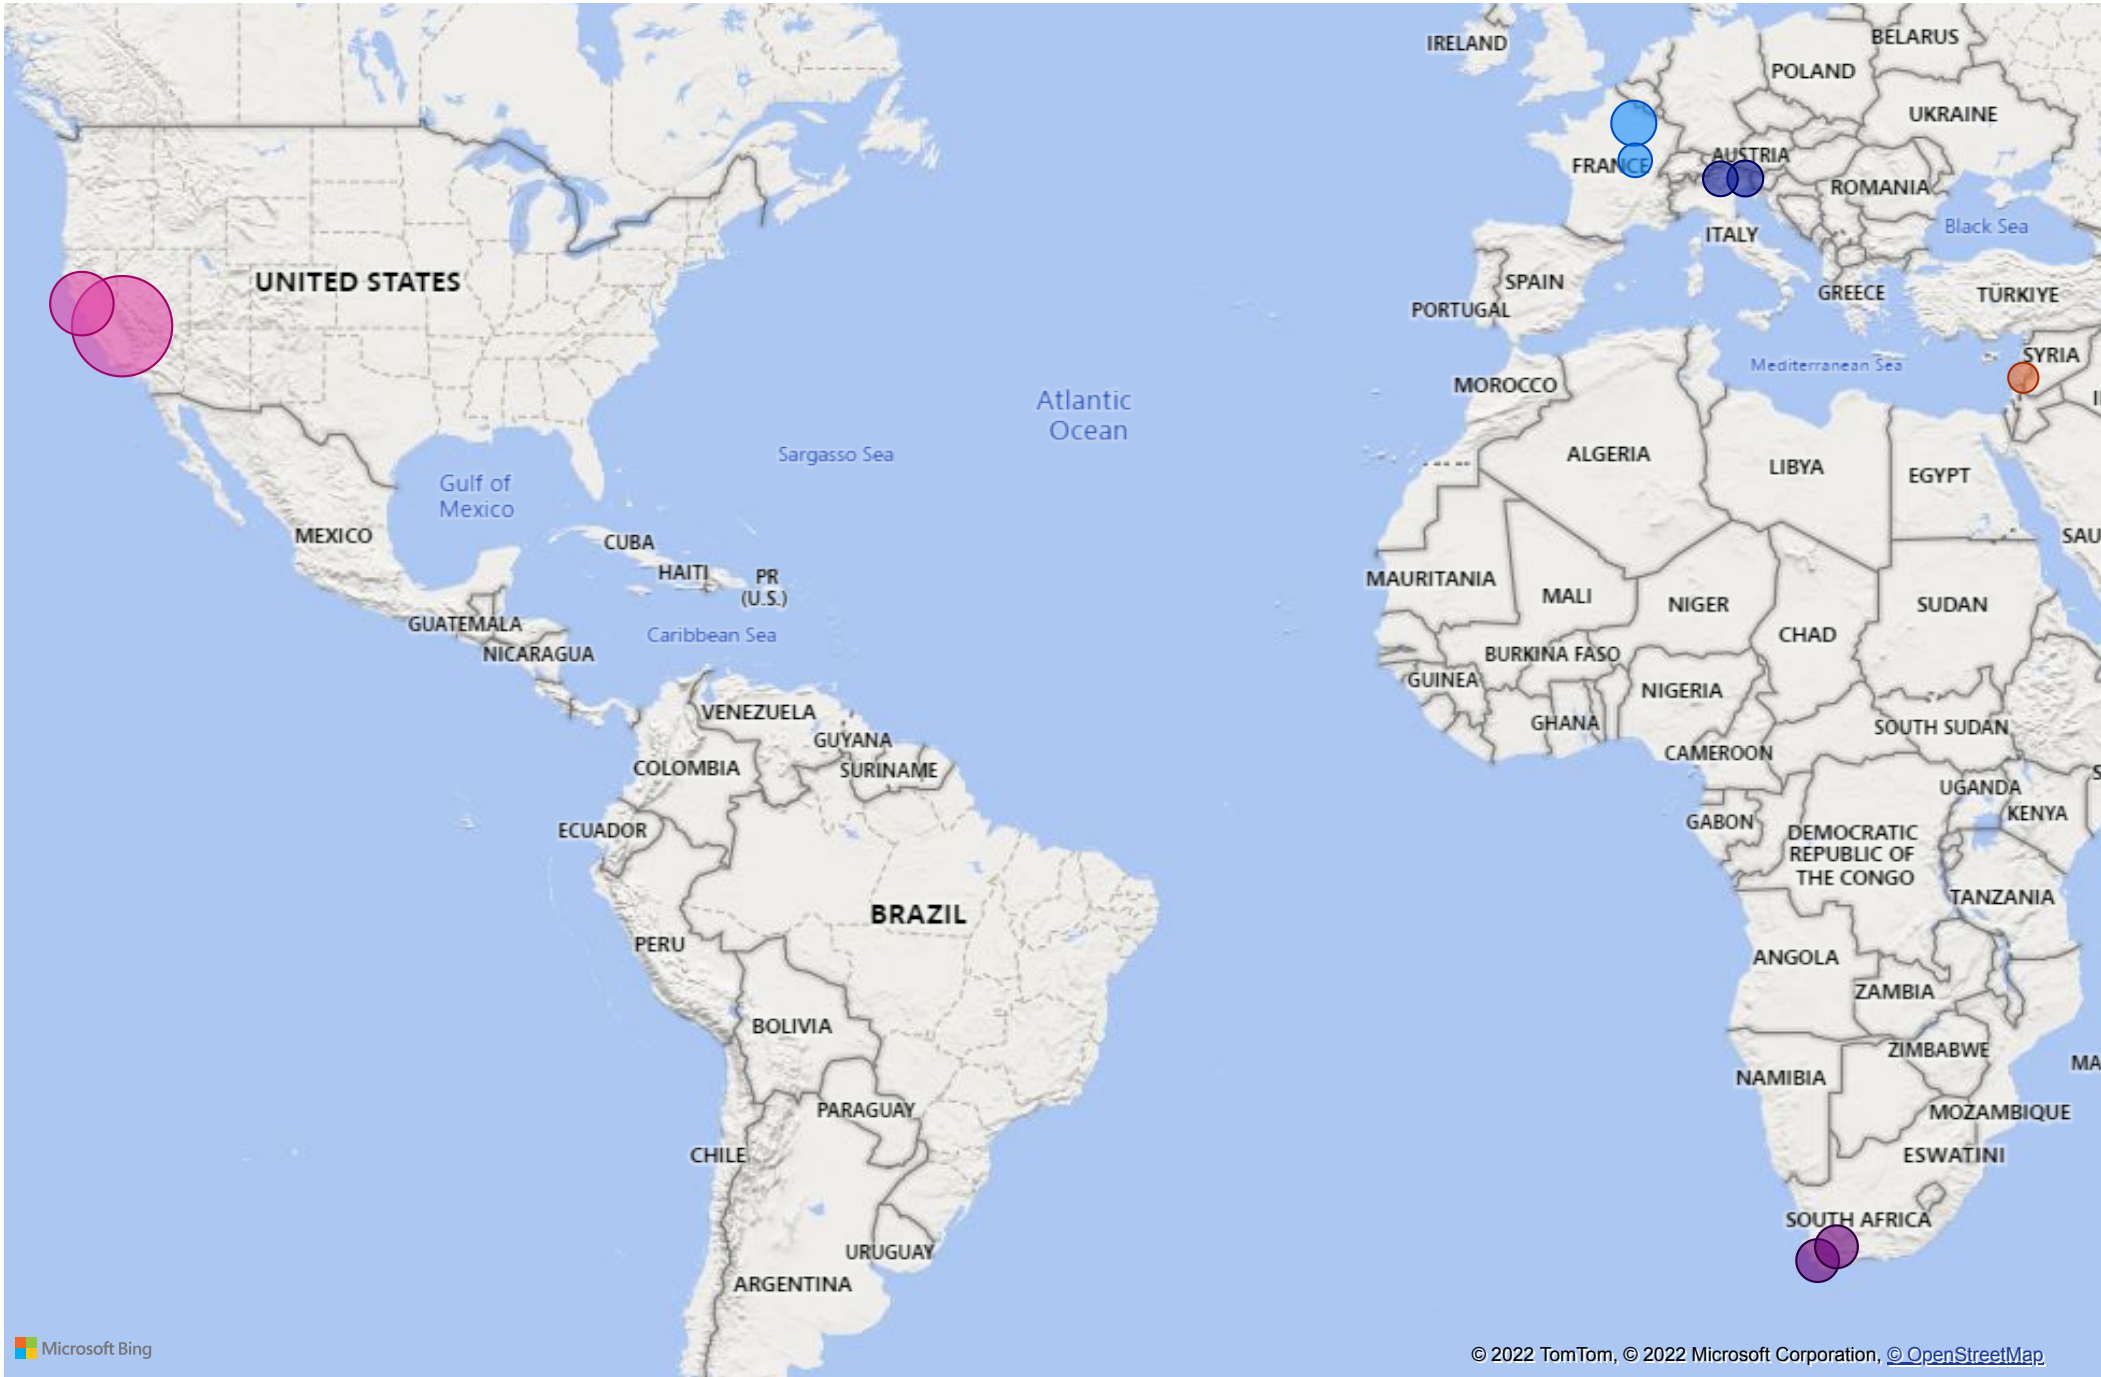 IRELAND
BELARUS
POLAND
UKRAINE
FRANCE
AUSTRIA
ROMANIA
Black Sea
ITALY
SPAIN
PORTUGAL
GREECE
TÜRKIYE
UNITED STATES
SYRIA
Mediterranean Sea
MOROCCO
I
Atlantic
Ocean
Sargasso Sea
ALGERIA
LIBYA
EGYPT
Gulf of
Mexico
MEXICO
CUBA
SAU
HAITI
PR
(U.S.)
MAURITANIA
MALI
NIGER
SUDAN
GUATEMALA
Caribbean Sea
CHAD
NICARAGUA
BURKINA FASO
GUINEA
NIGERIA
VENEZUELA
GHANA
SOUTH SUDAN
GUYANA
CAMEROON
COLOMBIA
SURINAME
S
UGANDA
KENYA
ECUADOR
GABON
DEMOCRATIC
REPUBLIC OF
THE CONGO
TANZANIA
BRAZIL
PERU
ANGOLA
ZAMBIA
BOLIVIA
ZIMBABWE
MA
NAMIBIA
PARAGUAY
MOZAMBIQUE
CHILE
ESWATINI
SOUTH AFRICA
URUGUAY
ARGENTINA
Microsoft Bing
© 2022 TomTom, © 2022 Microsoft Corporation, © OpenStreetMap